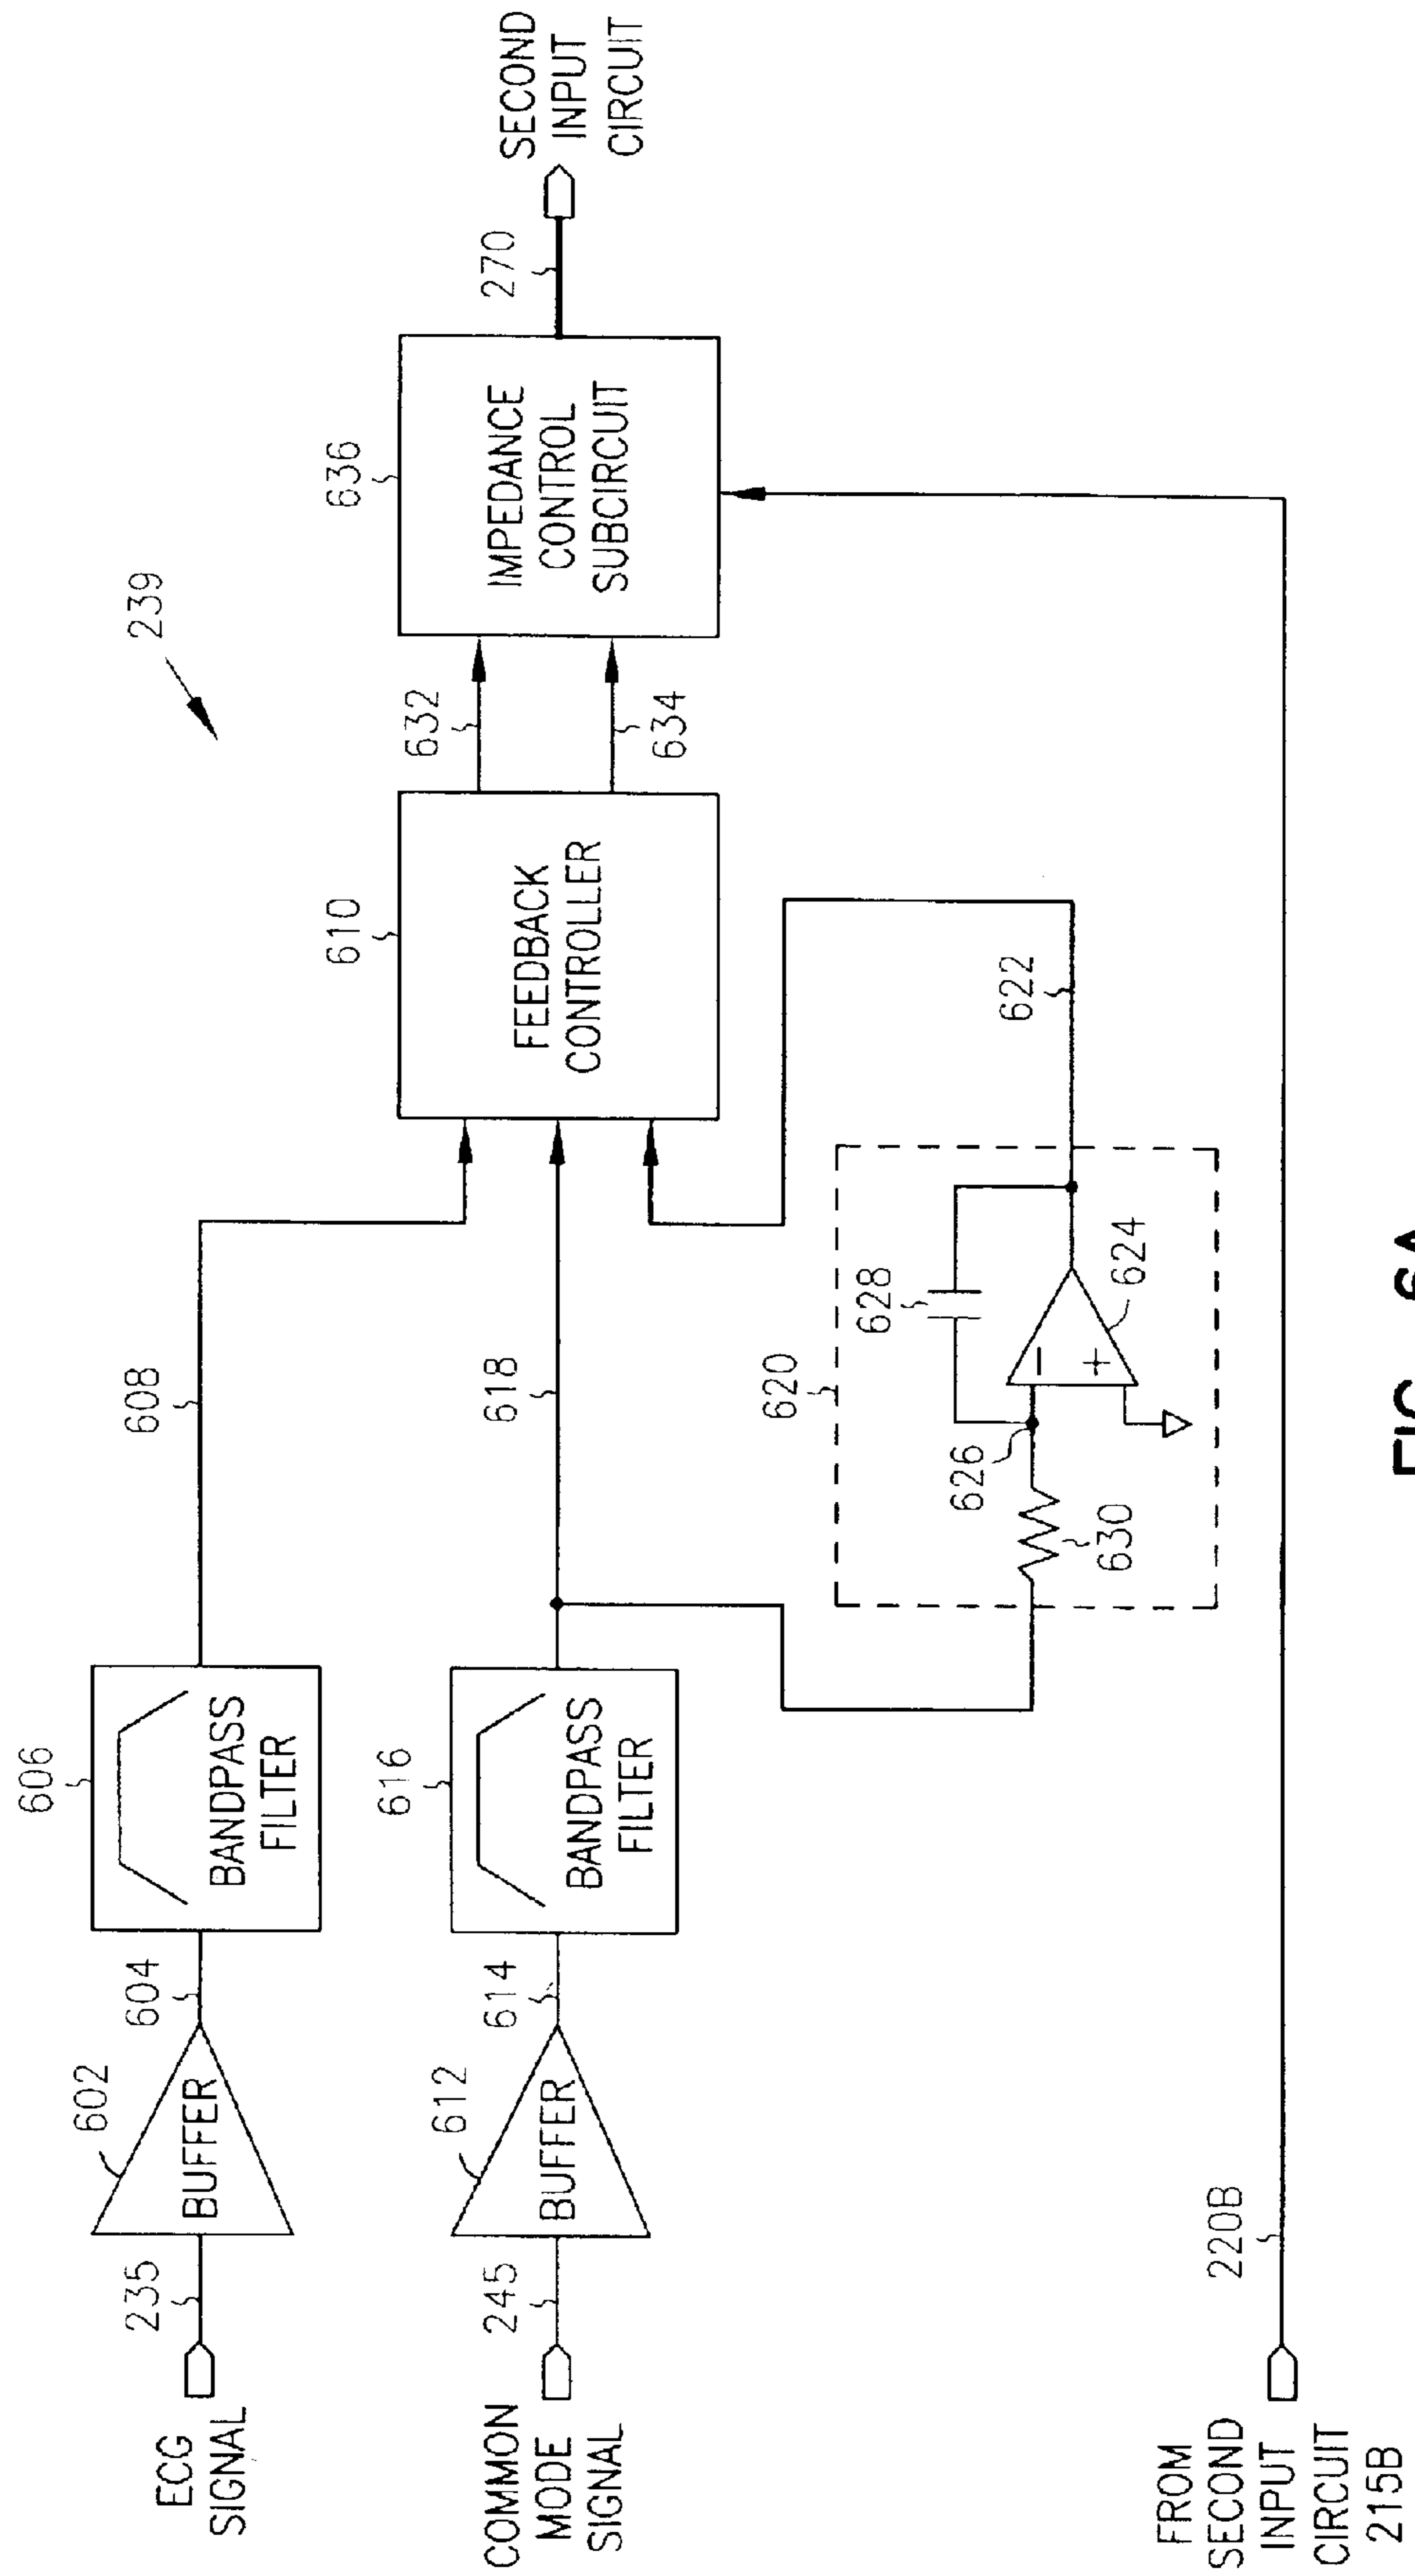 239
ECG
SIGNAL
235
602
BUFFER
604
606
BANDPASS
FILTER
608
COMMON
MODE
SIGNAL
245
612
BUFFER
614
616
BANDPASS
FILTER
618
610
FEEDBACK
CONTROLLER
632
634
636
IMPEDANCE
CONTROL
SUBCIRCUIT
270
SECOND
INPUT
CIRCUIT
620
628
626
630
−
+
624
622
FROM
SECOND
INPUT
CIRCUIT
215B
220B